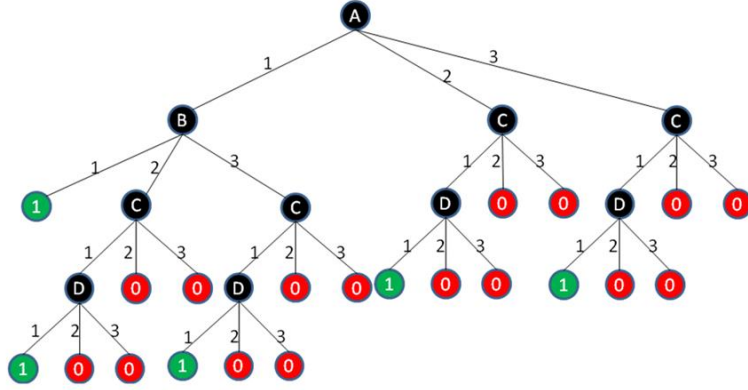 A
1 2 3
B C C
1 2 3 1 2 3 1 2 3
1 C C D 0 0 D 0 0
1 2 3 1 2 3 1 2 3 1 2 3
D 0 0 D 0 0 1 0 0 1 0 0
1 2 3 1 2 3
1 0 0 1 0 0